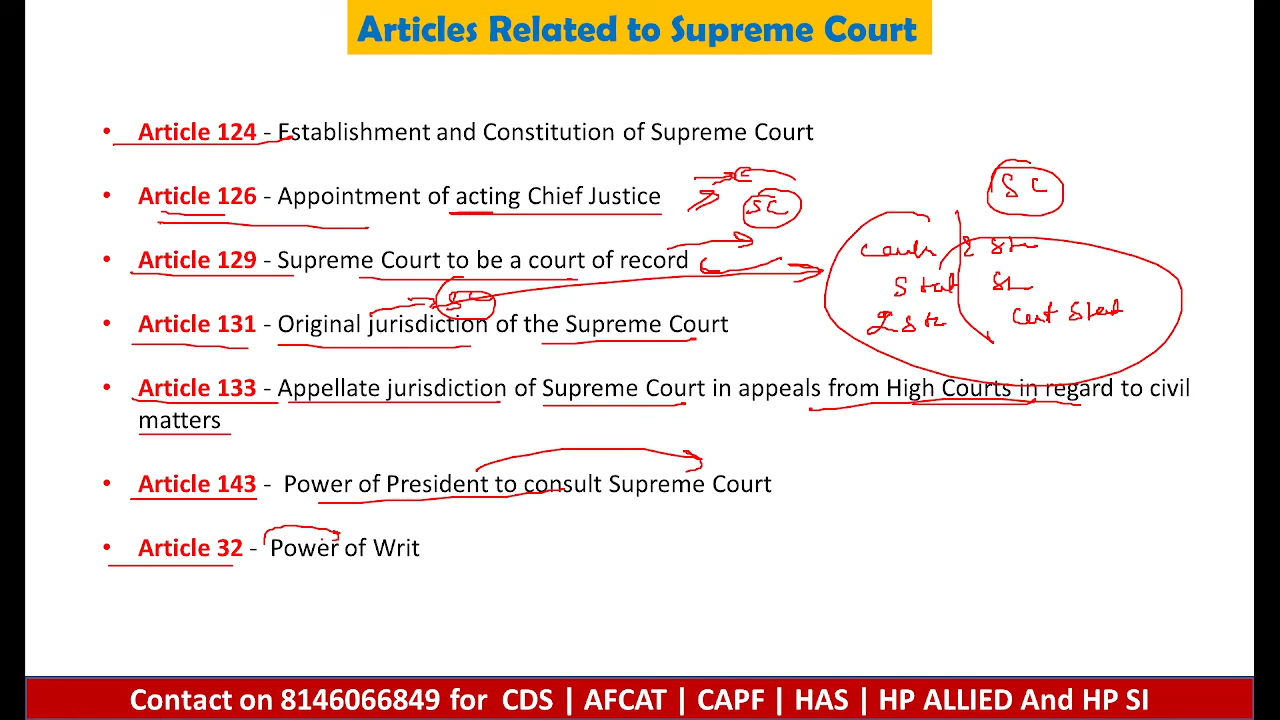 Articles Related to Supreme Court
• Article 124 - Establishment and Constitution of Supreme Court
• Article 126 - Appointment of acting Chief Justice
SC
SC
• Article 129 - Supreme Court to be a court of record
• Article 131 - Original jurisdiction of the Supreme Court
• Article 133 - Appellate jurisdiction of Supreme Court in appeals from High Courts in regard to civil
matters
• Article 143 - Power of President to consult Supreme Court
• Article 32 - Power of Writ
Contact on 8146066849 for CDS | AFCAT | CAPF | HAS | HP ALLIED And HP SI